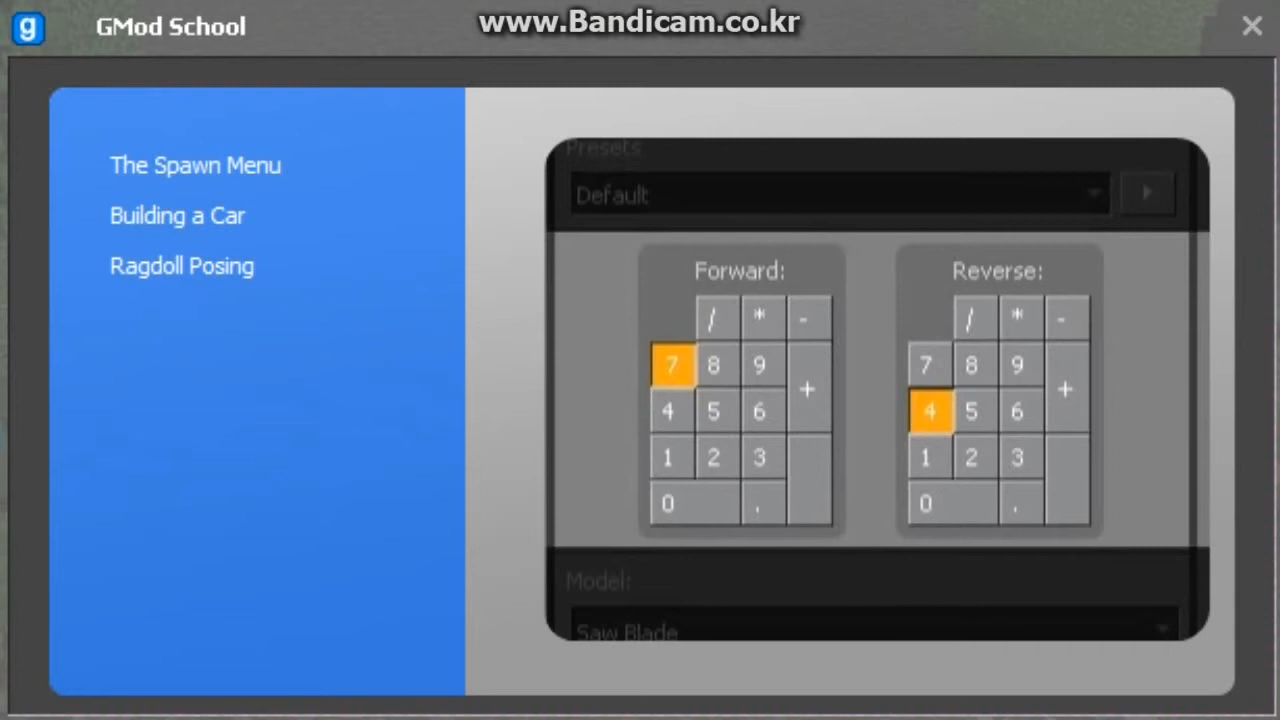 www.Bandicam.co.kr
g
GMod School
The Spawn Menu
Building a Car
Ragdoll Posing
Presets
Default
Forward:
/ * -
7 8 9 +
4 5 6
1 2 3
0 .
Reverse:
/ * -
7 8 9 +
4 5 6
1 2 3
0 .
Model:
Saw Blade